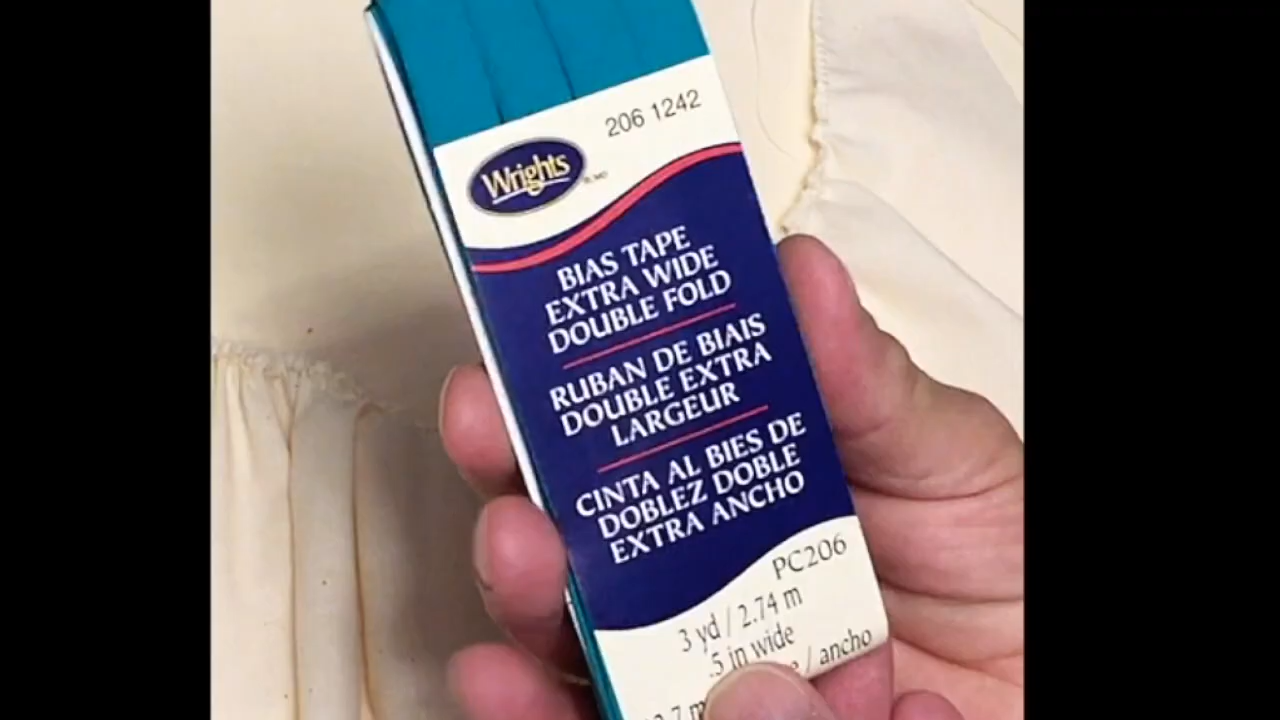 206 1242
Wrights
BIAS TAPE
EXTRA WIDE
DOUBLE FOLD
RUBAN DE BIAIS
DOUBLE EXTRA
LARGEUR
CINTA AL BIES DE
DOBLEZ DOBLE
EXTRA ANCHO
PC206
3 yd / 2.74 m
.5 in wide
/ ancho